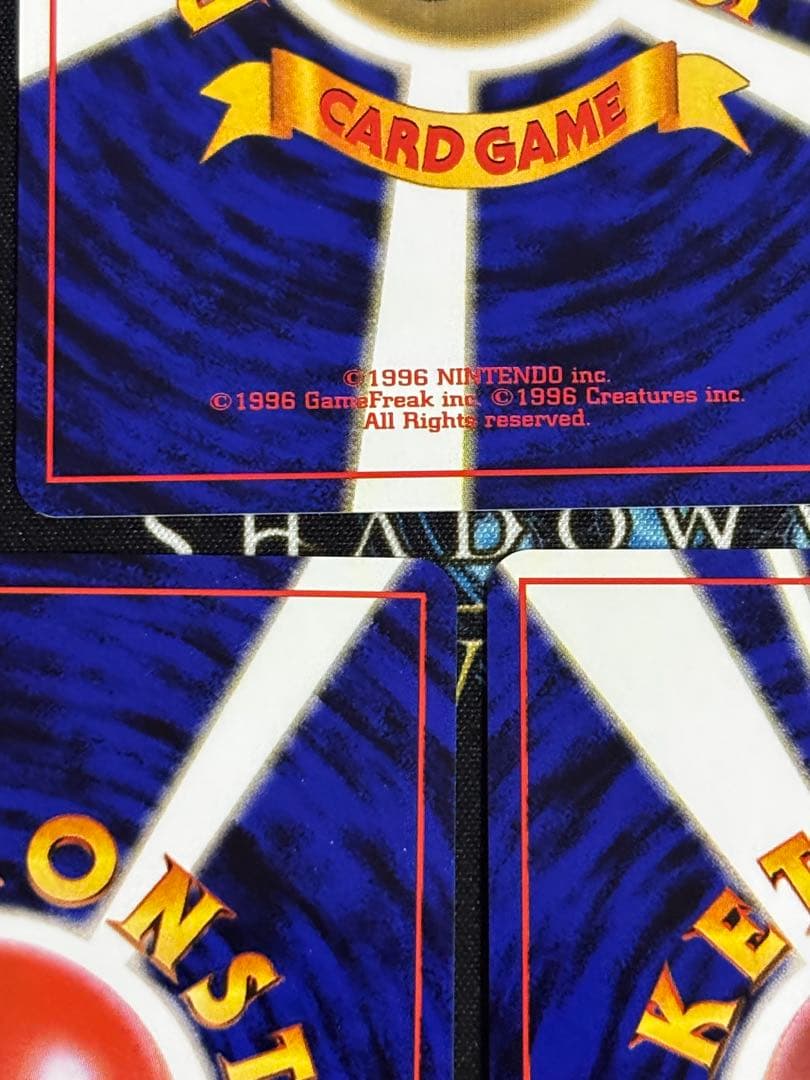 CARD GAME
©1996 NINTENDO inc.
©1996 GameFreak inc. ©1996 Creatures inc.
All Rights reserved.
SHADOW
ONST
KET